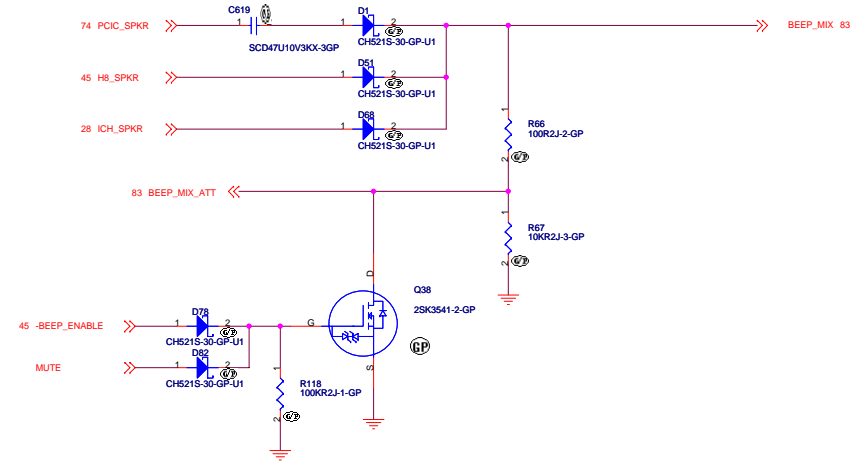 C619
1
D1
1 2
G/P
74 PCIC_SPKR
BEEP_MIX 83
SCD47U10V3KX-3GP
CH521S-30-GP-U1
D51
45 H8_SPKR
1 2
G/P
CH521S-30-GP-U1
D68
28 ICH_SPKR
1 2
G/P
CH521S-30-GP-U1
1
R66
100R2J-2-GP
2
G/P
83 BEEP_MIX_ATT
1
R67
10KR2J-3-GP
2
G/P
D
Q38
2SK3541-2-GP
D78
45 -BEEP_ENABLE
1 2
G
G/P
CH521S-30-GP-U1
GP
D82
MUTE
1 2
S
G/P
CH521S-30-GP-U1
1
R118
100KR2J-1-GP
2
G/P